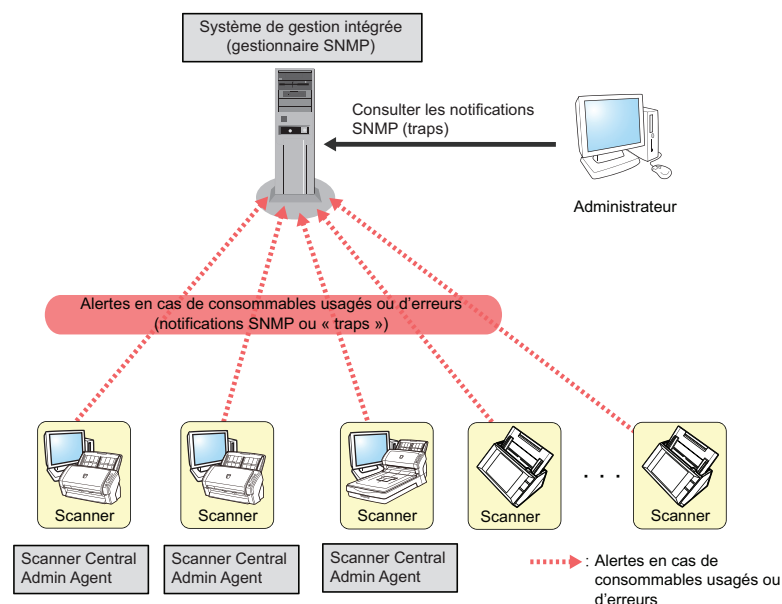 Système de gestion intégrée
(gestionnaire SNMP)
Consulter les notifications
SNMP (traps)
Administrateur
Alertes en cas de consommables usagés ou d’erreurs
(notifications SNMP ou « traps »)
Scanner
Scanner
Scanner
Scanner
. . .
Scanner
Scanner Central
Admin Agent
Scanner Central
Admin Agent
Scanner Central
Admin Agent
: Alertes en cas de
consommables usagés ou
d’erreurs